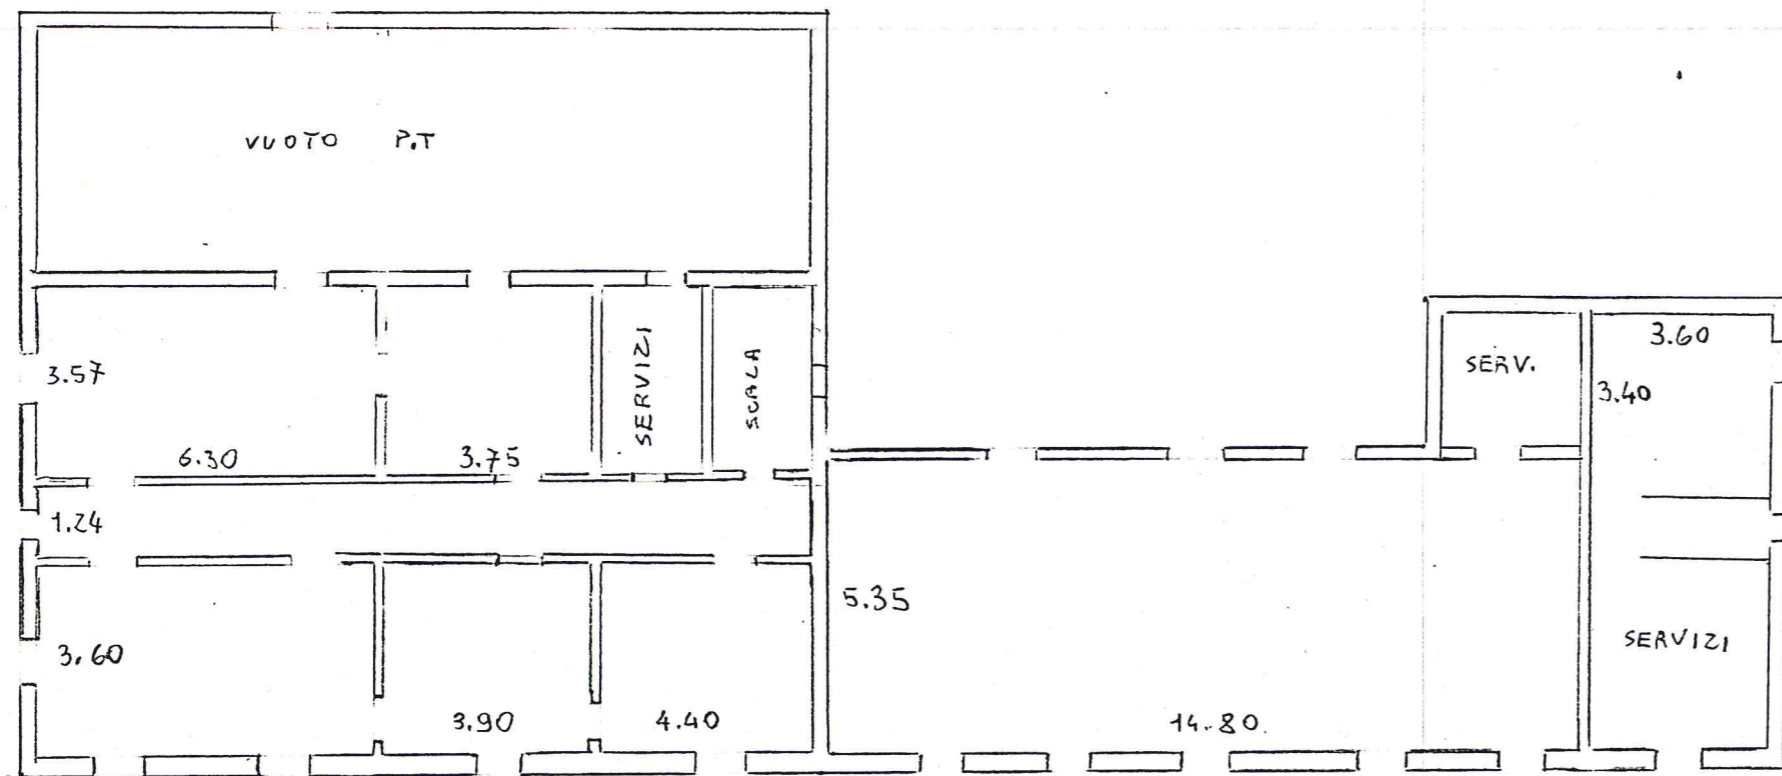 VUOTO P.T
3.57
SERVIZI
SCALA
6.30
3.75
1.24
3.60
3.90
4.40
5.35
14.80
SERV.
3.60
3.40
SERVIZI